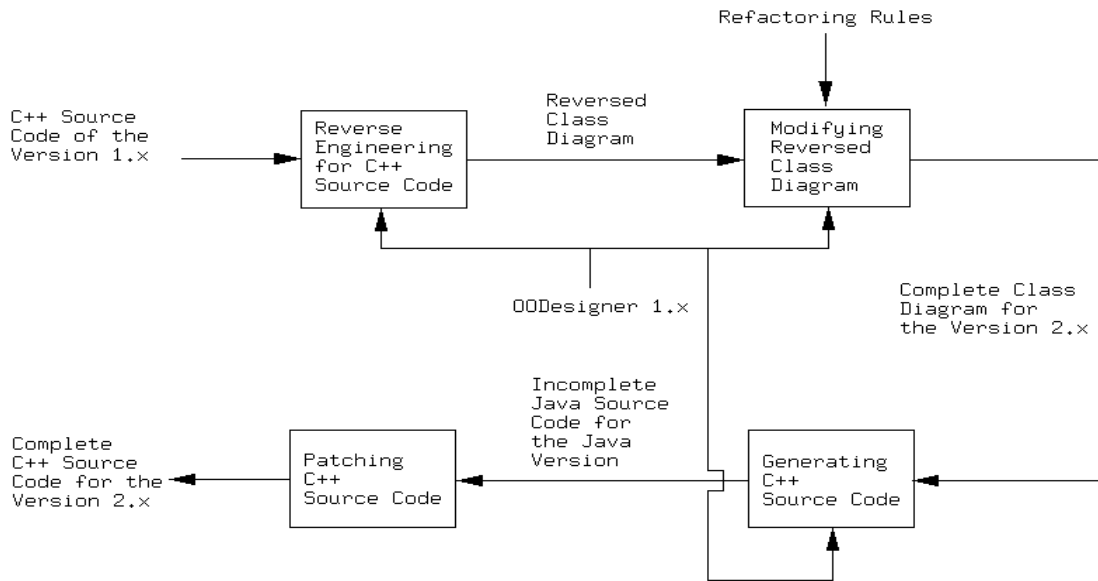 Refactoring Rules
C++ Source
Code of the
Version 1.x
Reverse
Engineering
for C++
Source Code
Reversed
Class
Diagram
Modifying
Reversed
Class
Diagram
OODesigner 1.x
Complete Class
Diagram for
the Version 2.x
Complete
C++ Source
Code for the
Version 2.x
Patching
C++
Source Code
Incomplete
Java Source
Code for
the Java
Version
Generating
C++
Source Code